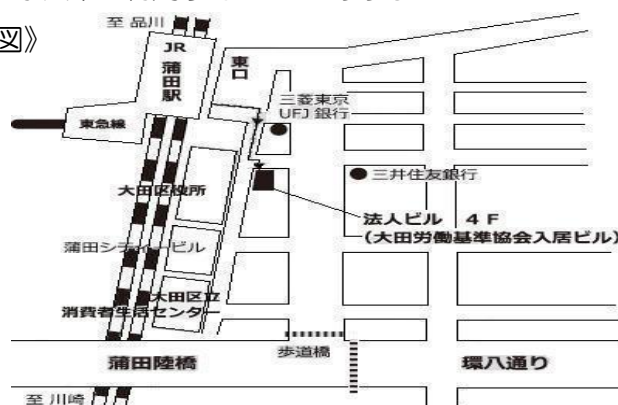 図》
至 品川
JR
蒲
田
駅
東
口
三菱東京
UFJ 銀行
東急線
大田区役所
三井住友銀行
法人ビル 4F
(大田労働基準協会入居ビル)
蒲田シティービル
大田区立
消費者生活センター
蒲田陸橋
歩道橋
環八通り
至 川崎